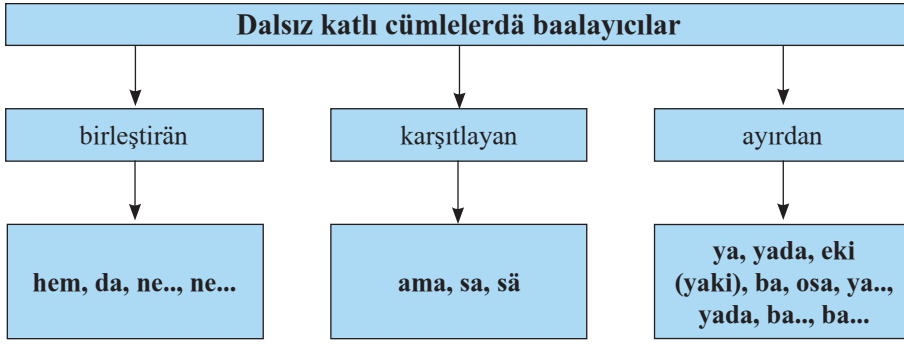 Dalsız katlı cümlelerdä baalayıcılar
birleştirän
karşıtlayan
ayırdan
hem, da, ne.., ne...
ama, sa, sä
ya, yada, eki
(yaki), ba, osa, ya..,
yada, ba.., ba...